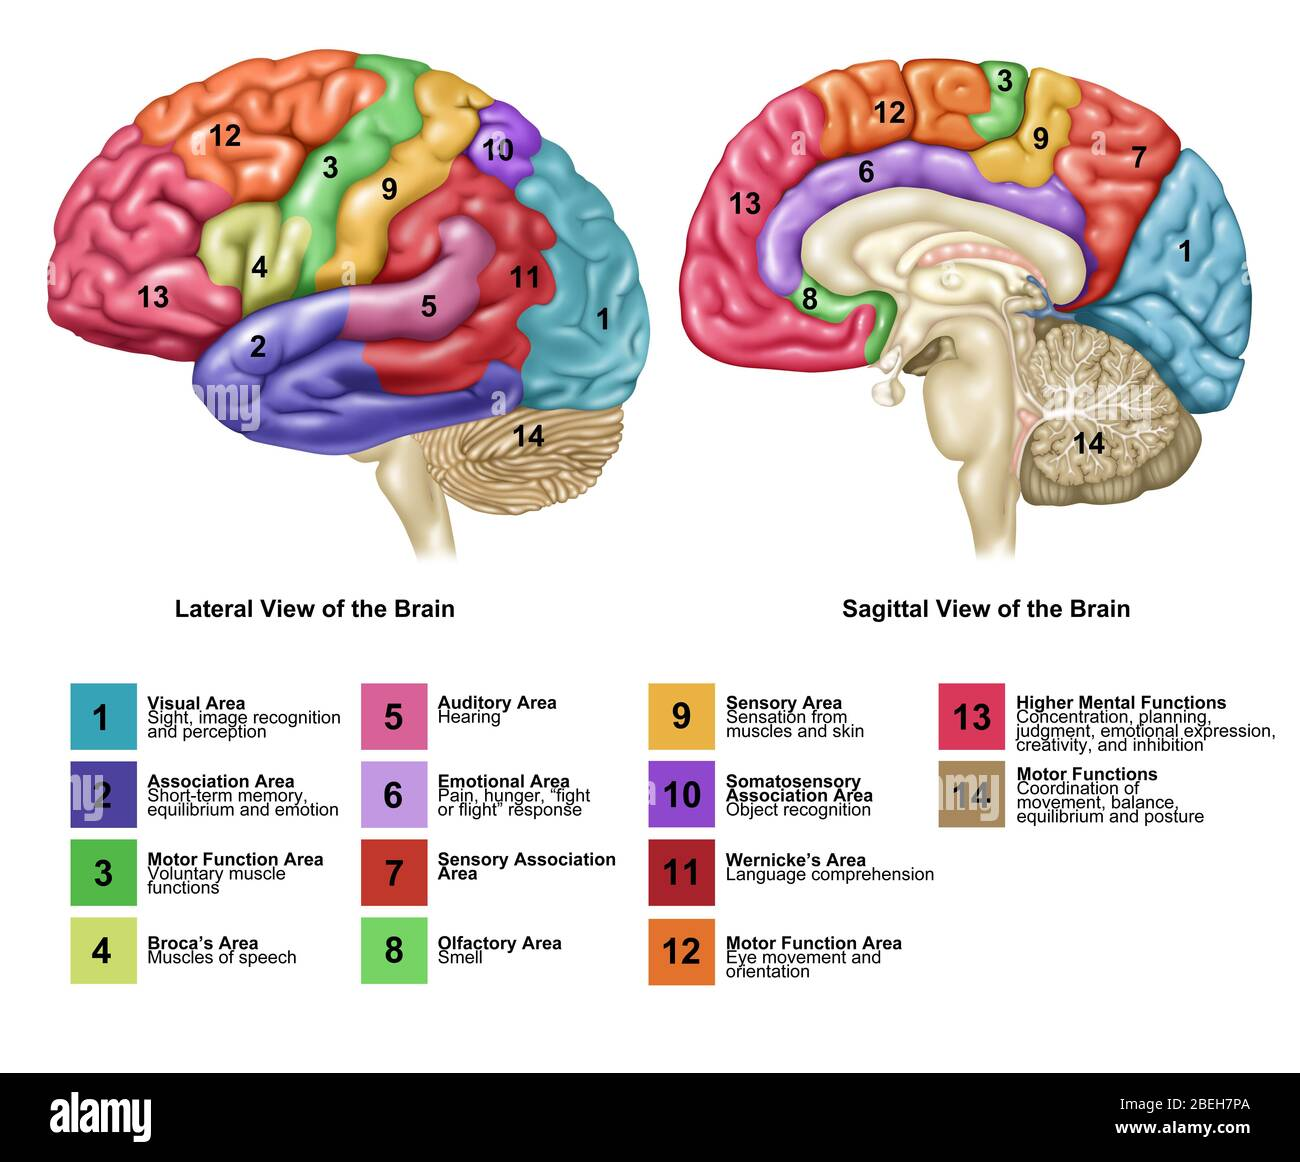 12
3
10
9
4
13
11
5
1
2
14
3
12
9
7
6
13
1
8
14
Lateral View of the Brain
Sagittal View of the Brain
1
Visual Area
Sight, image recognition
and perception
2
Association Area
Short-term memory,
equilibrium and emotion
3
Motor Function Area
Voluntary muscle
functions
4
Broca's Area
Muscles of speech
5
Auditory Area
Hearing
6
Emotional Area
Pain, hunger, “fight
or flight” response
7
Sensory Association
Area
8
Olfactory Area
Smell
9
Sensory Area
Sensation from
muscles and skin
10
Somatosensory
Association Area
Object recognition
11
Wernicke's Area
Language comprehension
12
Motor Function Area
Eye movement and
orientation
13
Higher Mental Functions
Concentration, planning,
judgment, emotional expression,
creativity, and inhibition
14
Motor Functions
Coordination of
movement, balance,
equilibrium and posture
a
a
a
a
a
a
a
a
alamy
Image ID: 2BEH7PA
www.alamy.com